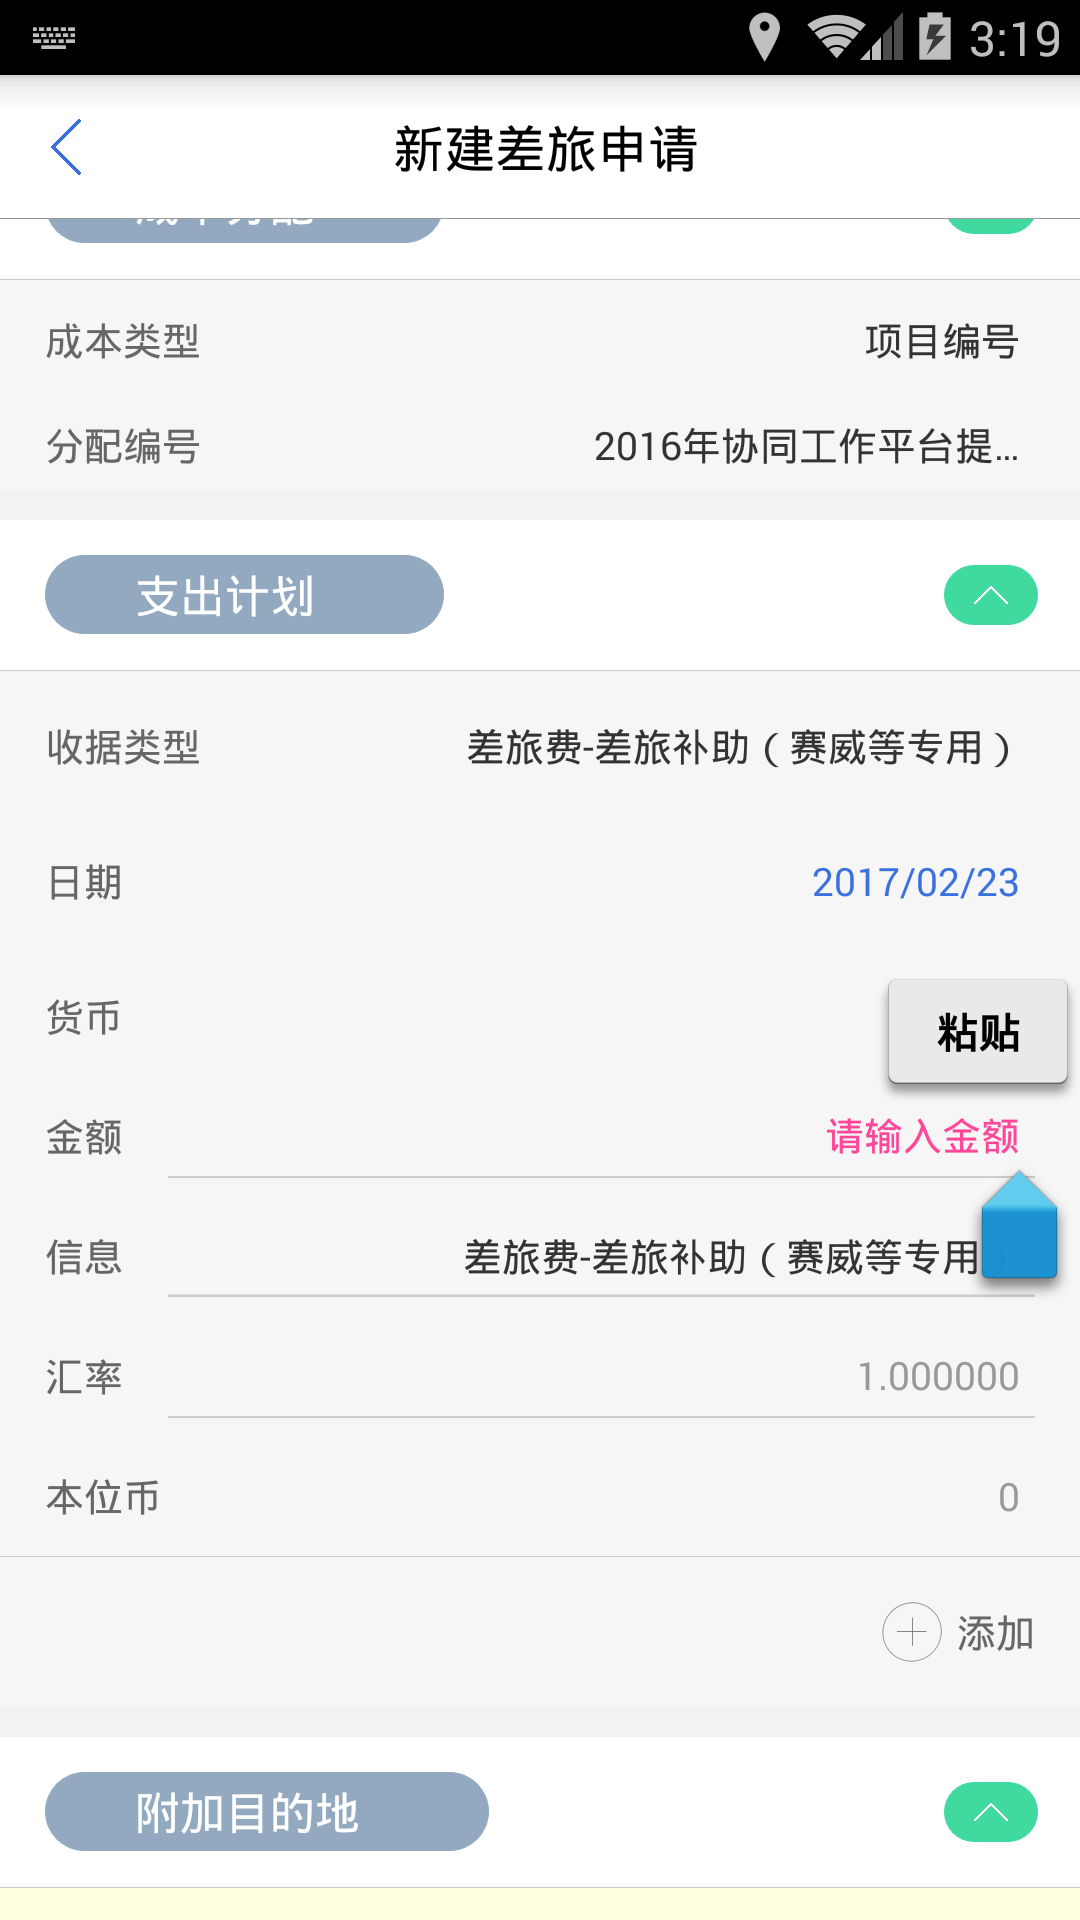 3:19
新建差旅申请
成本分配
成本类型 项目编号
分配编号 2016年协同工作平台提...
支出计划
收据类型 差旅费-差旅补助（赛威等专用）
日期 2017/02/23
货币
粘贴
金额 请输入金额
信息 差旅费-差旅补助（赛威等专用）
汇率 1.000000
本位币 0
添加
附加目的地